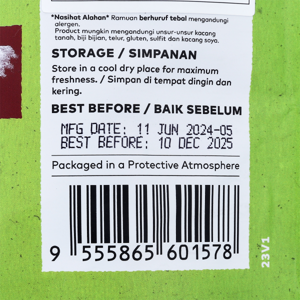 *Nasihat Alahan* Ramuan berhuruf tebal mengandungi
alergen.
Product mungkin mengandungi unsur-unsur kacang
tanah, biji bijian, telur, gluten, sulfit dan kacang soya.
STORAGE / SIMPANAN
Store in a cool dry place for maximum
freshness. / Simpan di tempat dingin dan
kering.
BEST BEFORE / BAIK SEBELUM
MFG DATE: 11 JUN 2024-05
BEST BEFORE: 10 DEC 2025
Packaged in a Protective Atmosphere
9 555865 601578
23V1